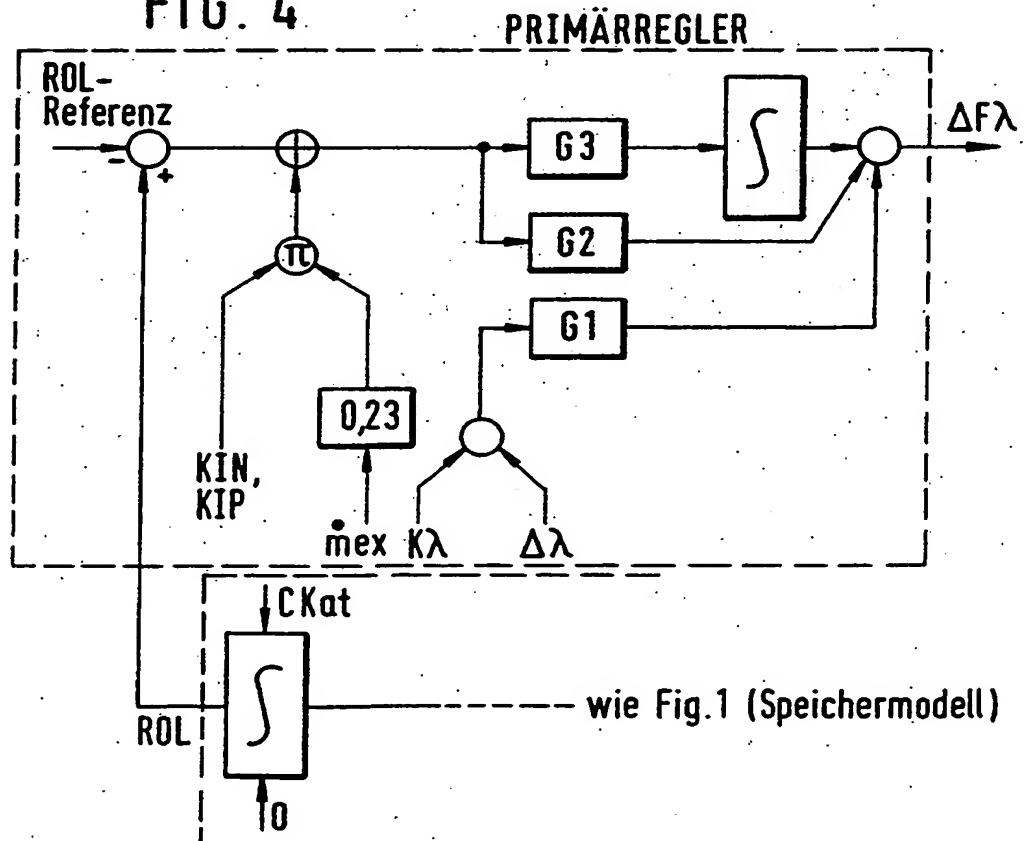 FIG. 4
PRIMÄRREGLER
ROL-
Referenz
-
+
G3
∫
ΔFλ
G2
π
G1
0,23
KIN,
KIP
ṁex
Kλ
Δλ
CKat
∫
ROL
wie Fig.1 (Speichermodell)
0